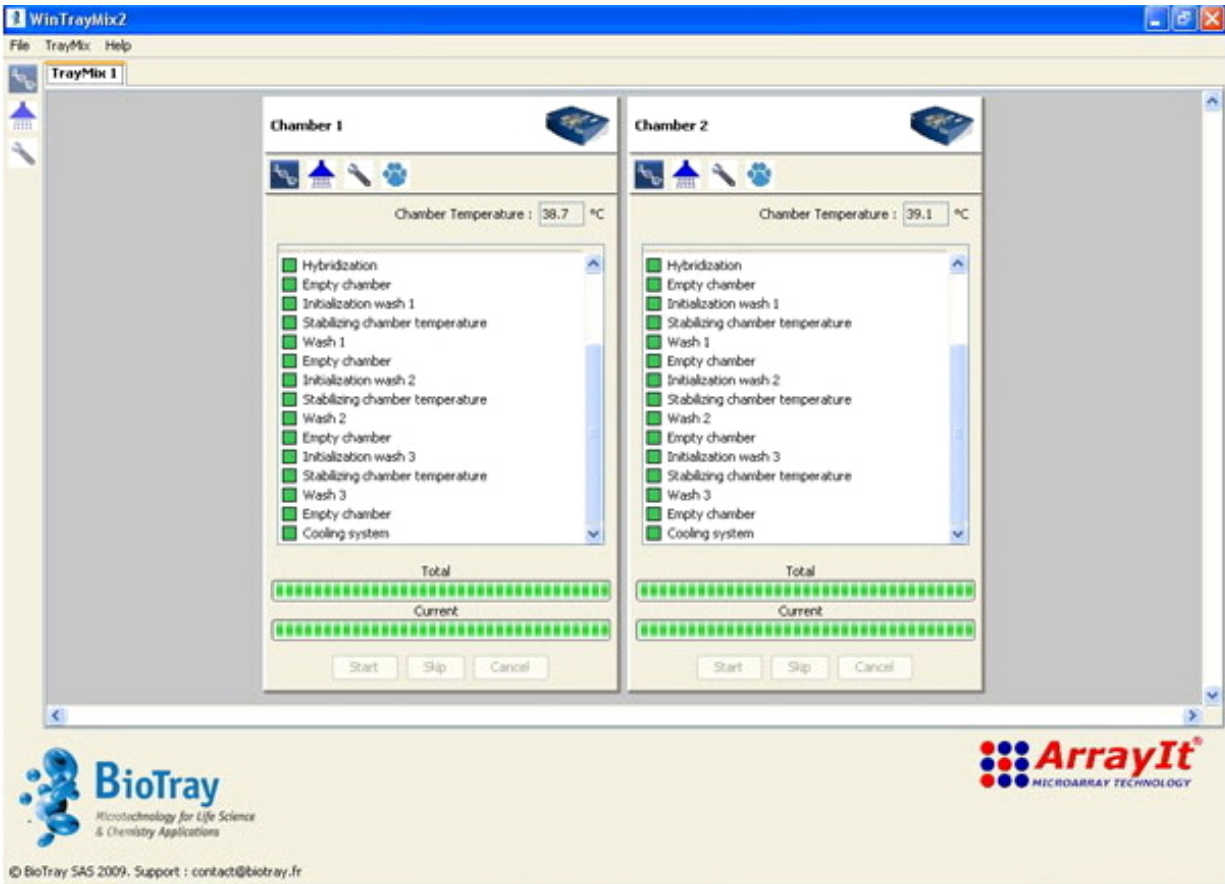 WinTrayMix2
File TrayMix Help
TrayMix 1
Chamber 1
Chamber Temperature : 38.7 °C
Hybridization
Empty chamber
Initialization wash 1
Stabilizing chamber temperature
Wash 1
Empty chamber
Initialization wash 2
Stabilizing chamber temperature
Wash 2
Empty chamber
Initialization wash 3
Stabilizing chamber temperature
Wash 3
Empty chamber
Cooling system
Total
Current
Start Skip Cancel
Chamber 2
Chamber Temperature : 39.1 °C
Hybridization
Empty chamber
Initialization wash 1
Stabilizing chamber temperature
Wash 1
Empty chamber
Initialization wash 2
Stabilizing chamber temperature
Wash 2
Empty chamber
Initialization wash 3
Stabilizing chamber temperature
Wash 3
Empty chamber
Cooling system
Total
Current
Start Skip Cancel
BioTray
Microtechnology for Life Science
& Chemistry Applications
ArrayIt®
MICROARRAY TECHNOLOGY
© BioTray SAS 2009. Support : contact@biotray.fr